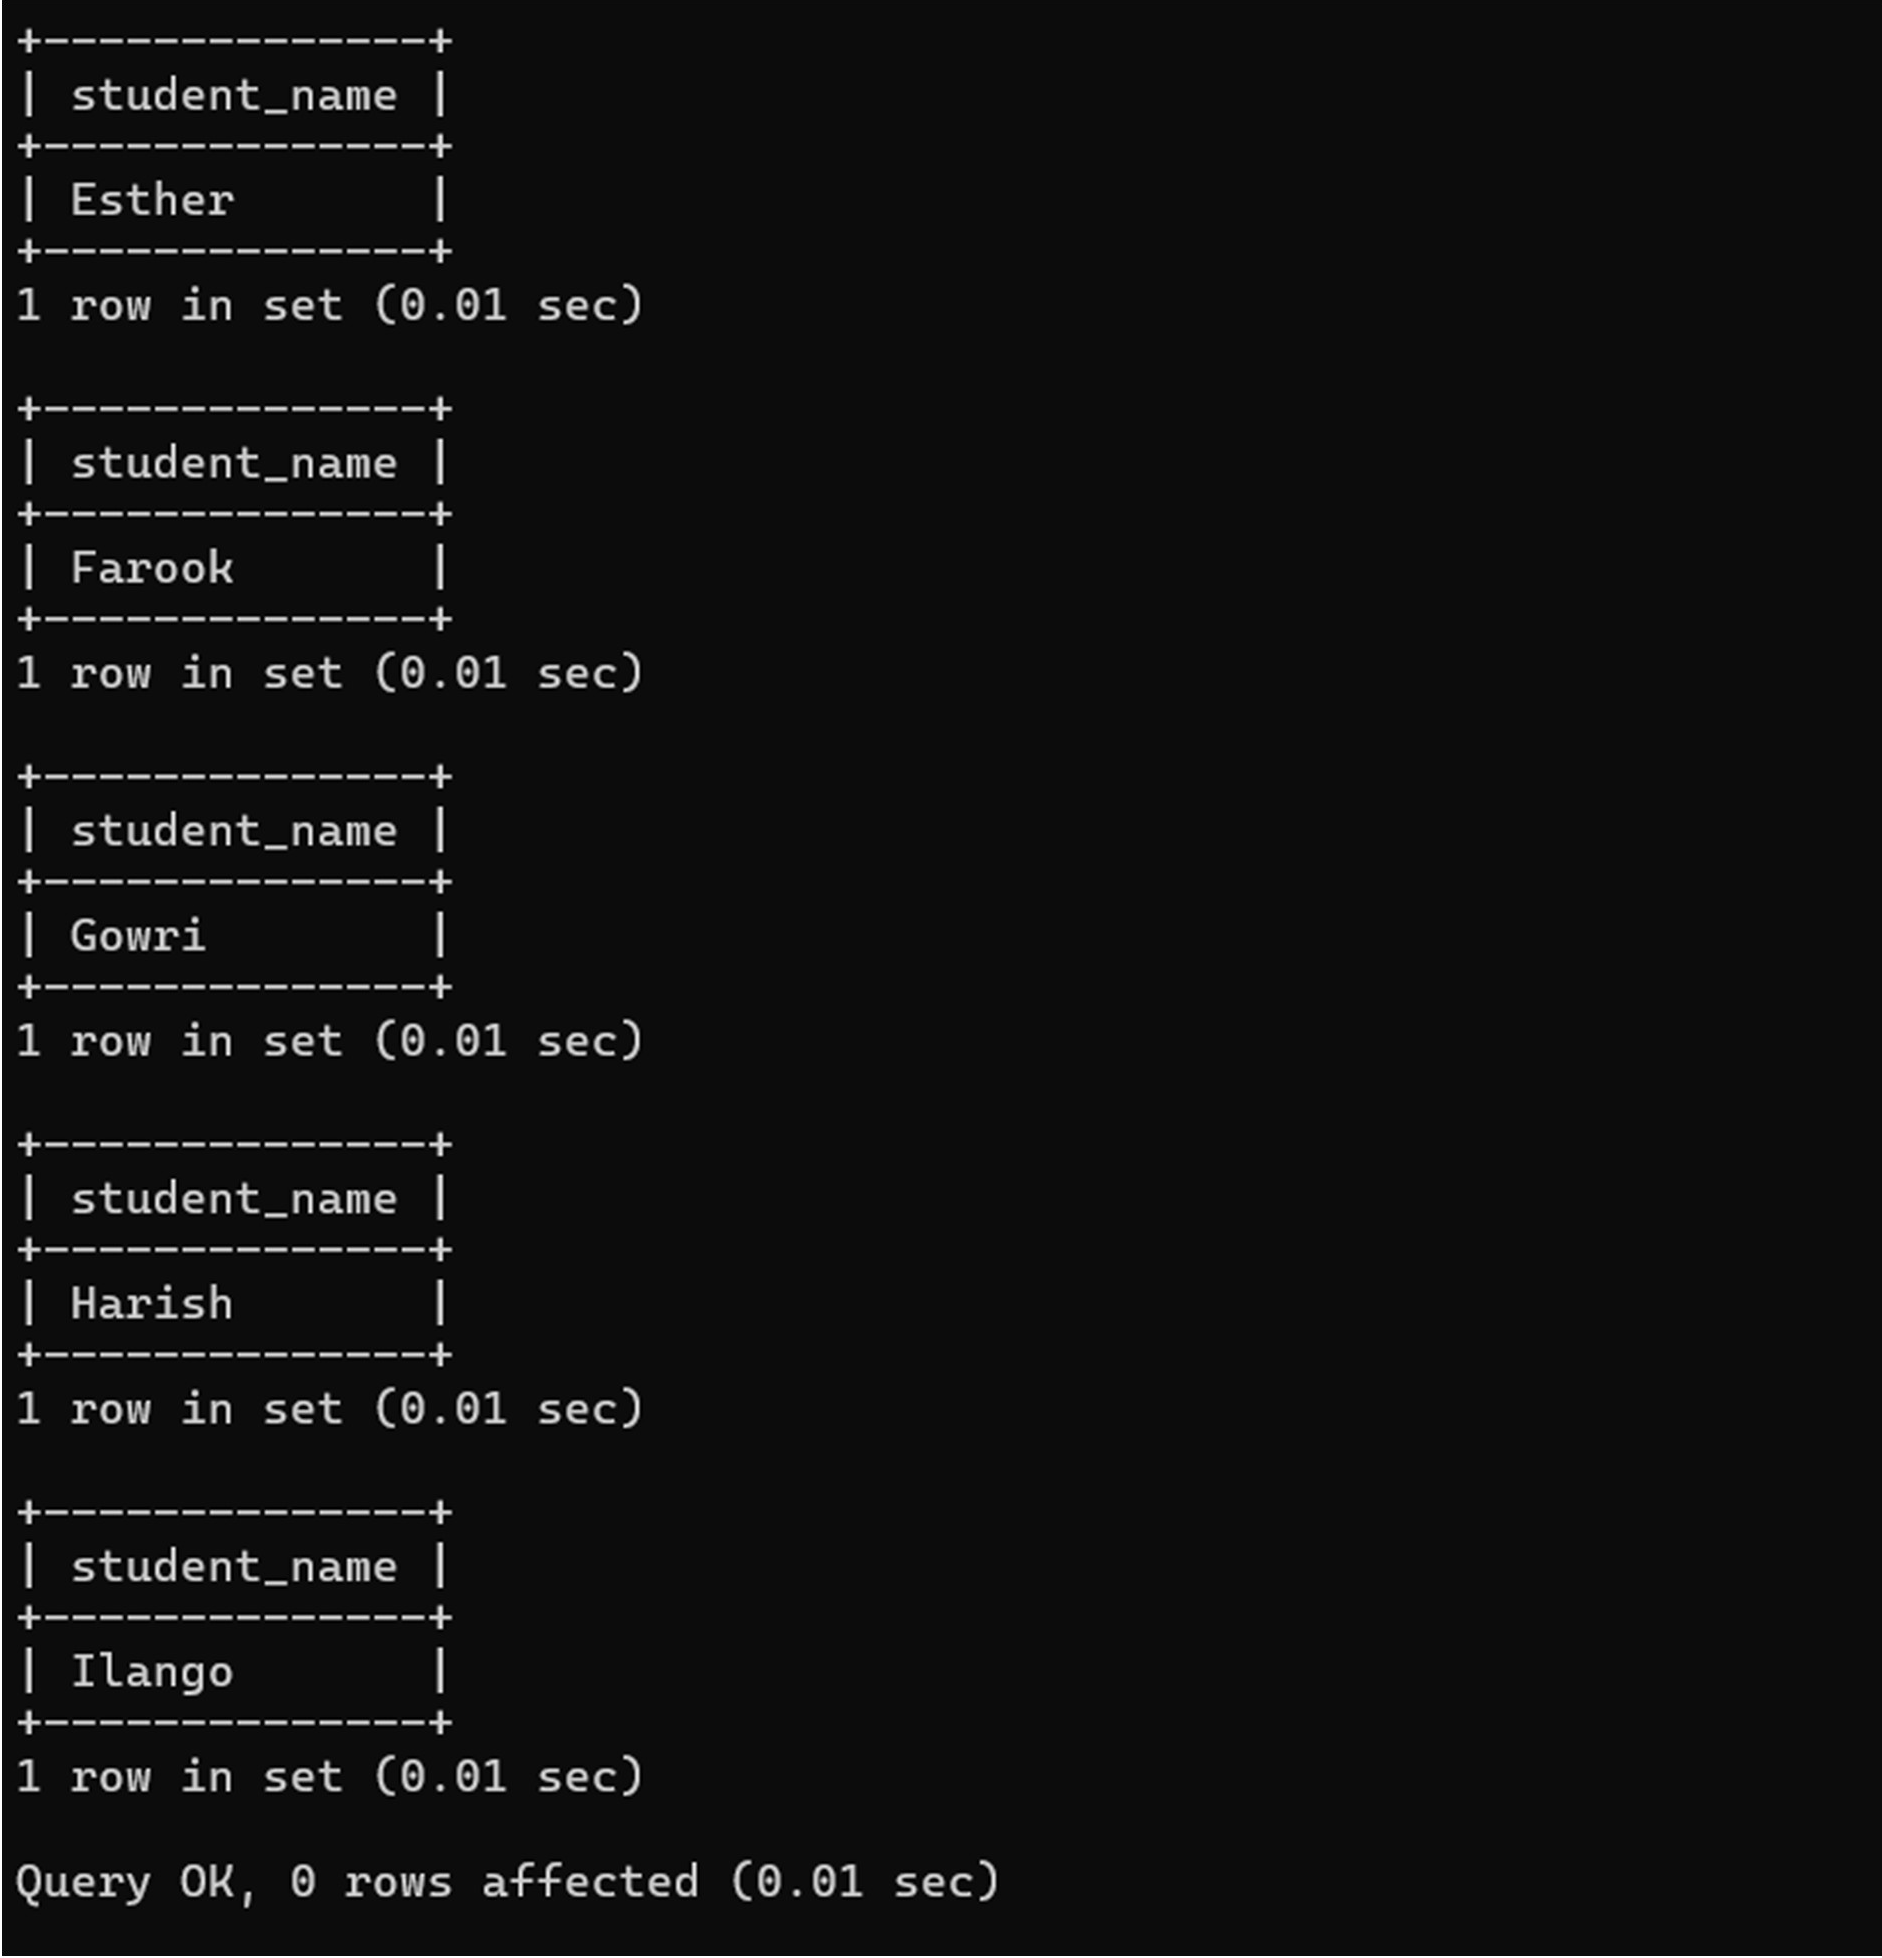 +--------------+
| student_name |
+--------------+
| Esther       |
+--------------+
1 row in set (0.01 sec)

+--------------+
| student_name |
+--------------+
| Farook       |
+--------------+
1 row in set (0.01 sec)

+--------------+
| student_name |
+--------------+
| Gowri        |
+--------------+
1 row in set (0.01 sec)

+--------------+
| student_name |
+--------------+
| Harish       |
+--------------+
1 row in set (0.01 sec)

+--------------+
| student_name |
+--------------+
| Ilango       |
+--------------+
1 row in set (0.01 sec)

Query OK, 0 rows affected (0.01 sec)